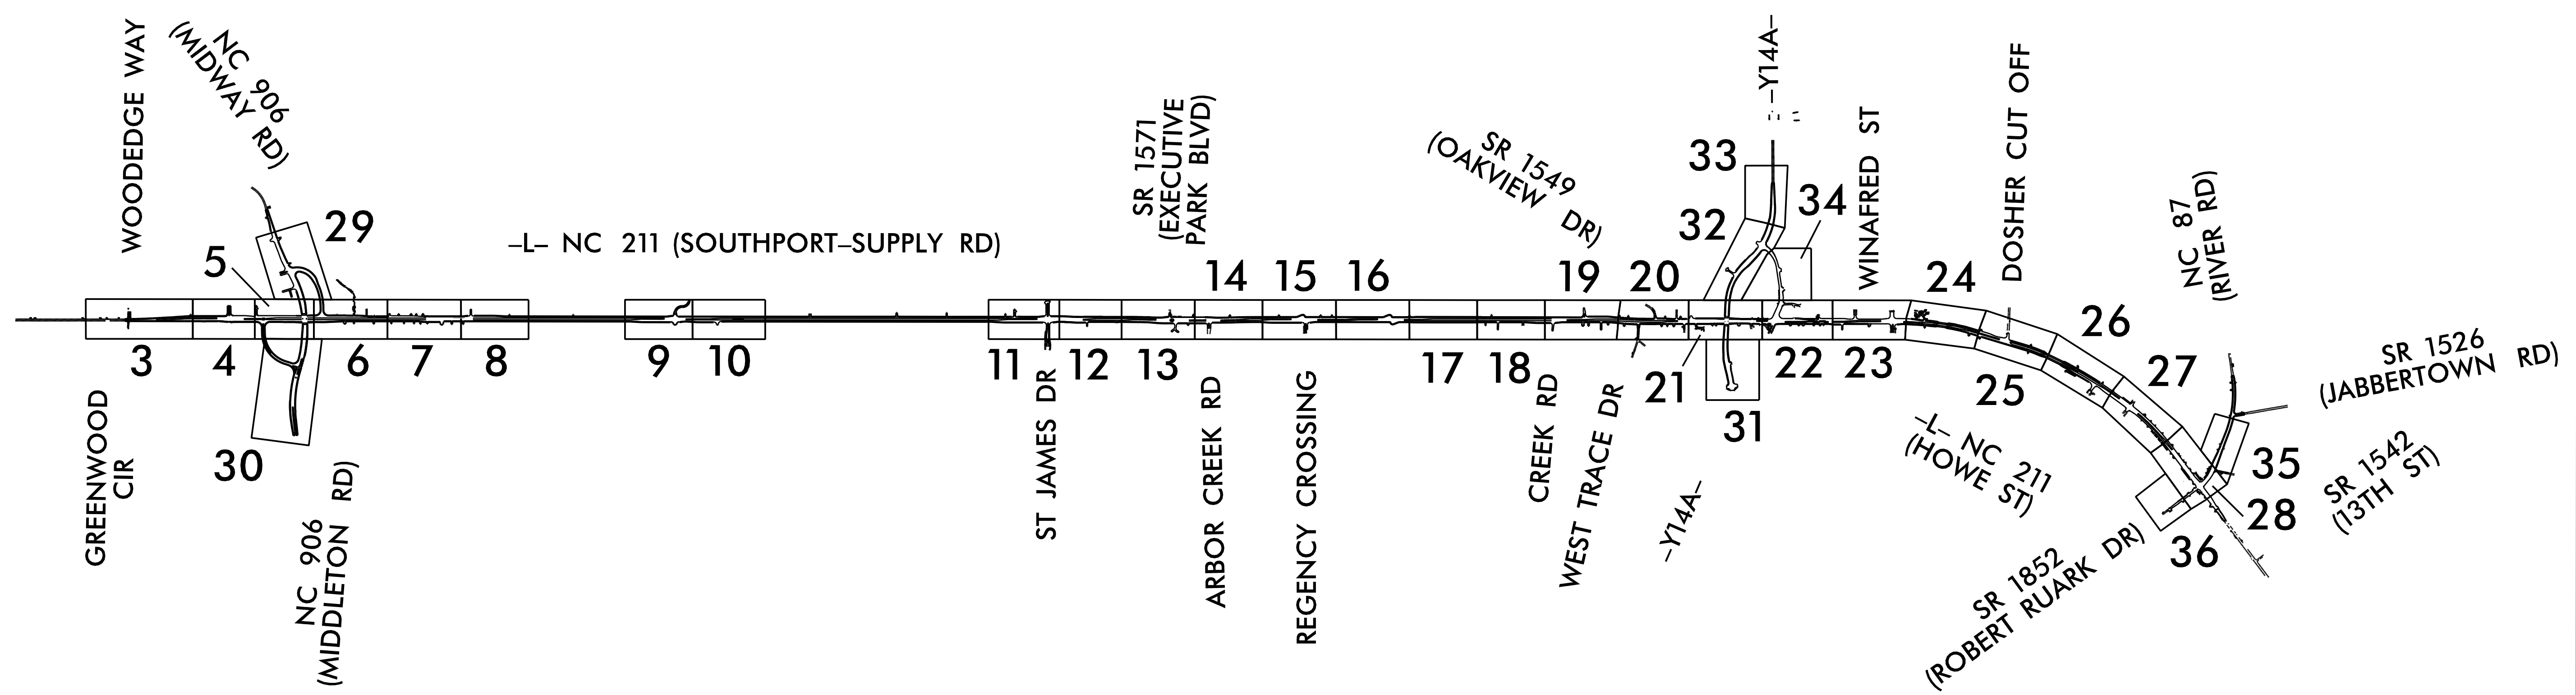 WOODEDGE WAY
NC 906
(MIDWAY RD)
29
5
–L– NC 211 (SOUTHPORT–SUPPLY RD)
SR 1571
(EXECUTIVE
PARK BLVD)
SR 1549
(OAKVIEW DR)
–Y14A–
33
32
34
WINAFRED ST
DOSHER CUT OFF
NC 87
(RIVER RD)
14
15
16
19
20
24
26
27
3
4
6
7
8
9
10
11
12
13
17
18
21
22
23
25
30
31
35
28
36
GREENWOOD
CIR
NC 906
(MIDDLETON RD)
ST JAMES DR
ARBOR CREEK RD
REGENCY CROSSING
CREEK RD
WEST TRACE DR
–Y14A–
–L– NC 211
(HOWE ST)
SR 1526
(JABBERTOWN RD)
SR 1542
(13TH ST)
SR 1852
(ROBERT RUARK DR)